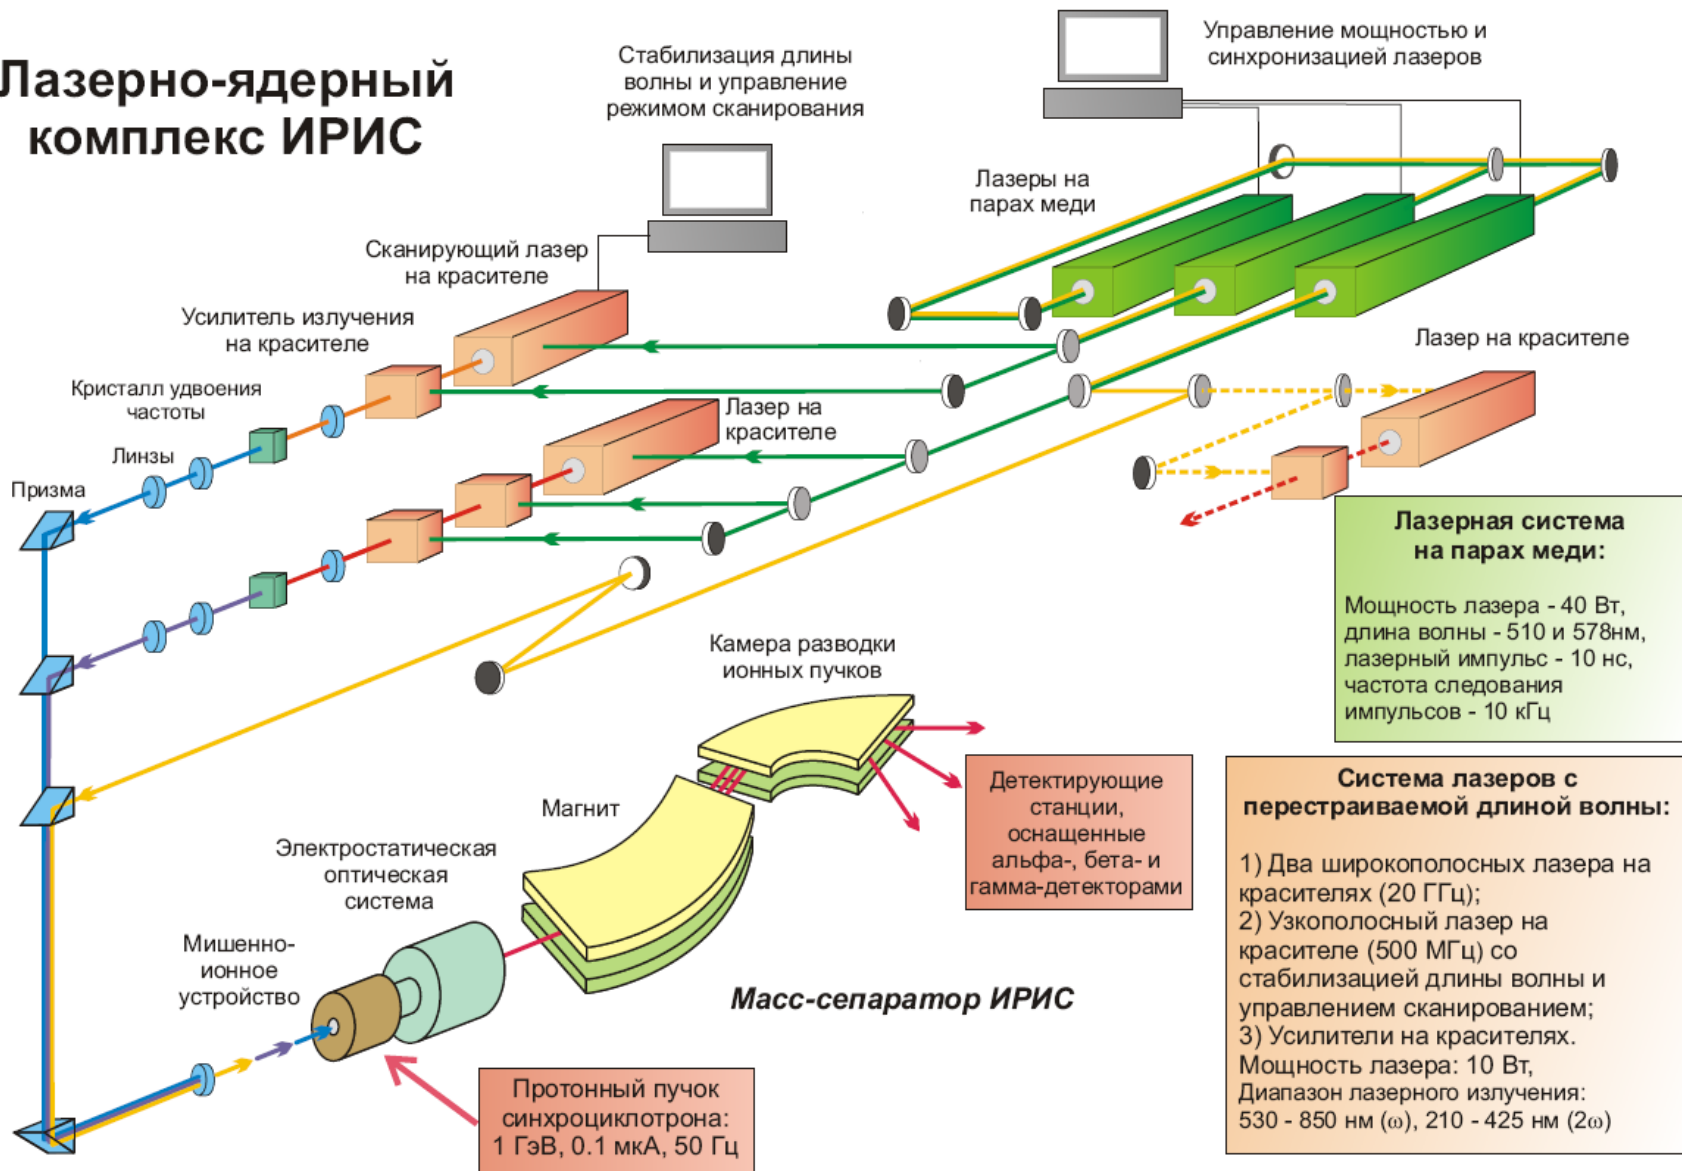 Лазерно-ядерный
комплекс ИРИС
Стабилизация длины
волны и управление
режимом сканирования
Управление мощностью и
синхронизацией лазеров
Лазеры на
парах меди
Сканирующий лазер
на красителе
Усилитель излучения
на красителе
Лазер на красителе
Кристалл удвоения
частоты
Лазер на
красителе
Линзы
Призма
Лазерная система
на парах меди:
Мощность лазера - 40 Вт,
длина волны - 510 и 578нм,
лазерный импульс - 10 нс,
частота следования
импульсов - 10 кГц
Камера разводки
ионных пучков
Магнит
Детектирующие
станции,
оснащенные
альфа-, бета- и
гамма-детекторами
Система лазеров с
перестраиваемой длиной волны:
1) Два широкополосных лазера на
красителях (20 ГГц);
2) Узкополосный лазер на
красителе (500 МГц) со
стабилизацией длины волны и
управлением сканированием;
3) Усилители на красителях.
Мощность лазера: 10 Вт,
Диапазон лазерного излучения:
530 - 850 нм (ω), 210 - 425 нм (2ω)
Электростатическая
оптическая
система
Мишенно-
ионное
устройство
Масс-сепаратор ИРИС
Протонный пучок
синхроциклотрона:
1 ГэВ, 0.1 мкА, 50 Гц